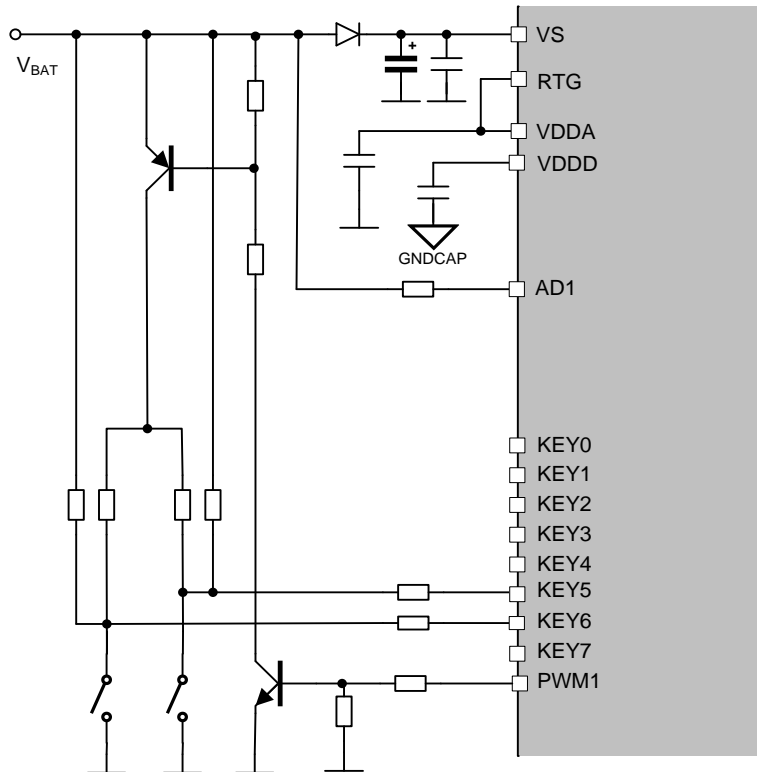 VBAT
+
VS
RTG
VDDA
VDDD
GNDCAP
AD1
KEY0
KEY1
KEY2
KEY3
KEY4
KEY5
KEY6
KEY7
PWM1